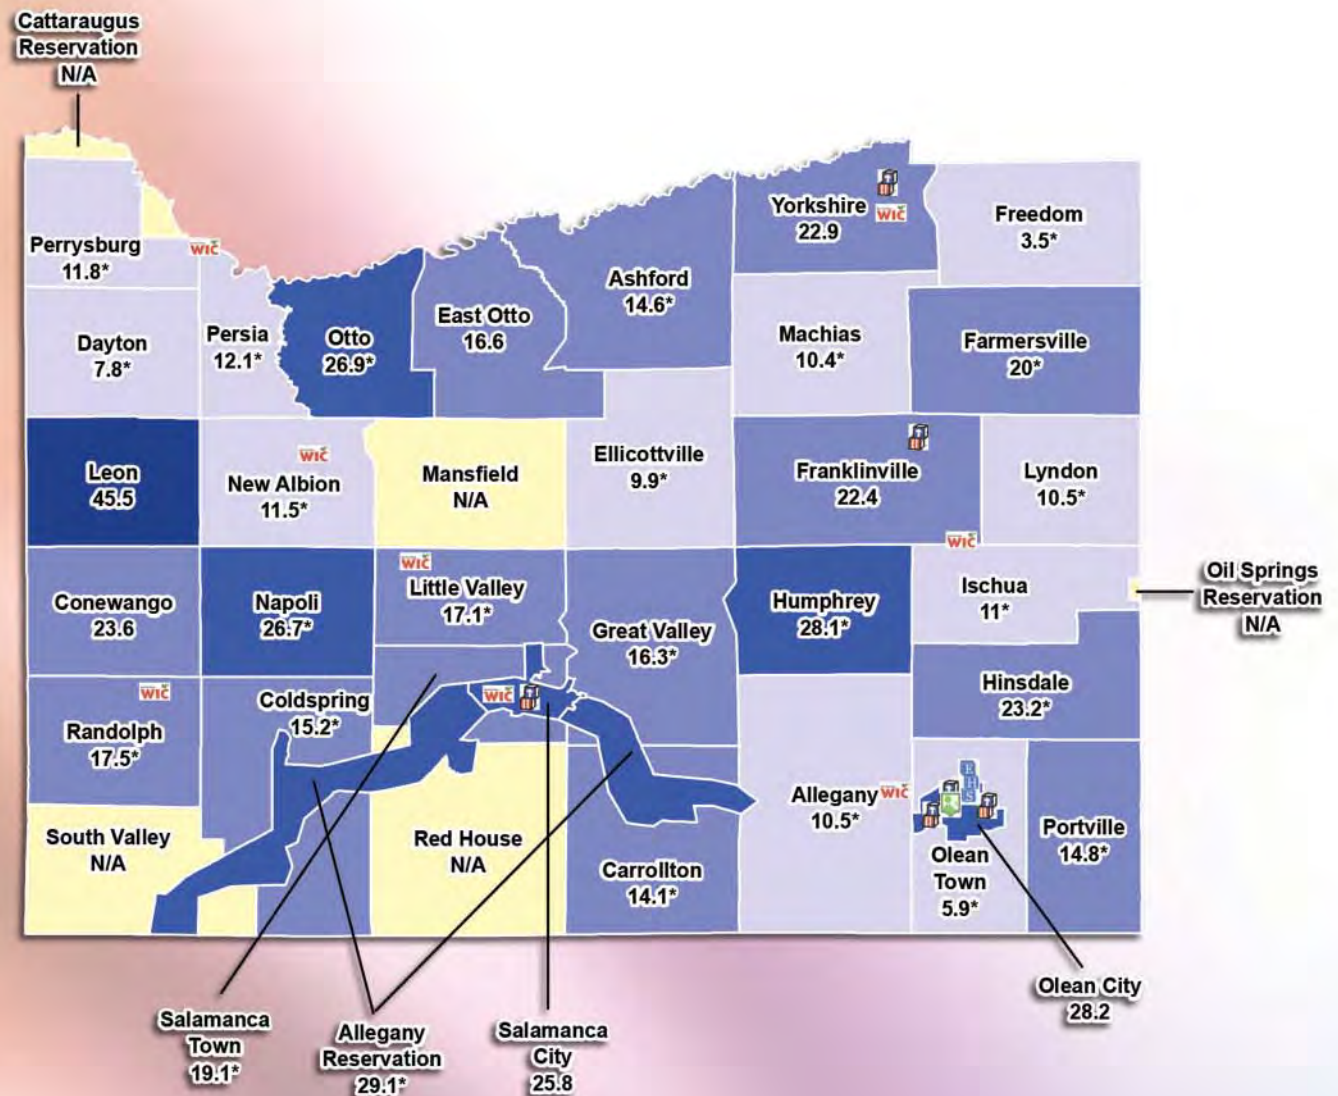 Cattaraugus
Reservation
N/A
Perrysburg
11.8*
WIC
Yorkshire
22.9
WIC
Freedom
3.5*
Ashford
14.6*
East Otto
16.6
Otto
26.9*
Persia
12.1*
Dayton
7.8*
Machias
10.4*
Farmersville
20*
Leon
45.5
WIC
New Albion
11.5*
Mansfield
N/A
Ellicottville
9.9*
Franklinville
22.4
Lyndon
10.5*
WIC
Conewango
23.6
Napoli
26.7*
WIC
Little Valley
17.1*
Great Valley
16.3*
Humphrey
28.1*
Ischua
11*
Oil Springs
Reservation
N/A
WIC
Randolph
17.5*
Coldspring
15.2*
WIC
Hinsdale
23.2*
South Valley
N/A
Red House
N/A
Carrollton
14.1*
Allegany
10.5*
WIC
E
H
S
Olean
Town
5.9*
Portville
14.8*
Salamanca
Town
19.1*
Allegany
Reservation
29.1*
Salamanca
City
25.8
Olean City
28.2